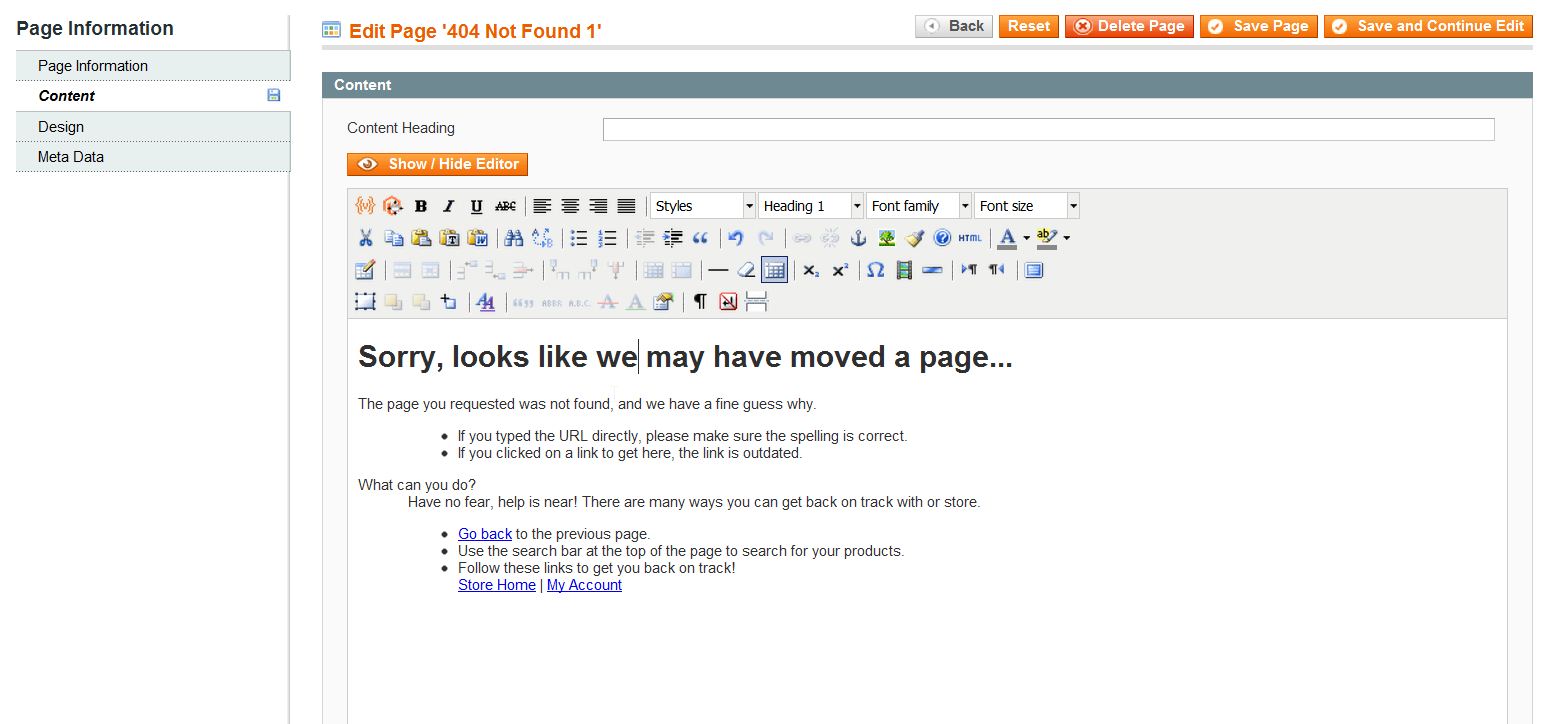 Page Information
Page Information
Content
Design
Meta Data
Edit Page '404 Not Found 1'
Back Reset Delete Page Save Page Save and Continue Edit
Content
Content Heading
Show / Hide Editor
B I U ABC Styles Heading 1 Font family Font size
HTML A ab
ABBR A.B.C. A A
Sorry, looks like we may have moved a page...
The page you requested was not found, and we have a fine guess why.
If you typed the URL directly, please make sure the spelling is correct.
If you clicked on a link to get here, the link is outdated.
What can you do?
Have no fear, help is near! There are many ways you can get back on track with or store.
Go back to the previous page.
Use the search bar at the top of the page to search for your products.
Follow these links to get you back on track!
Store Home | My Account